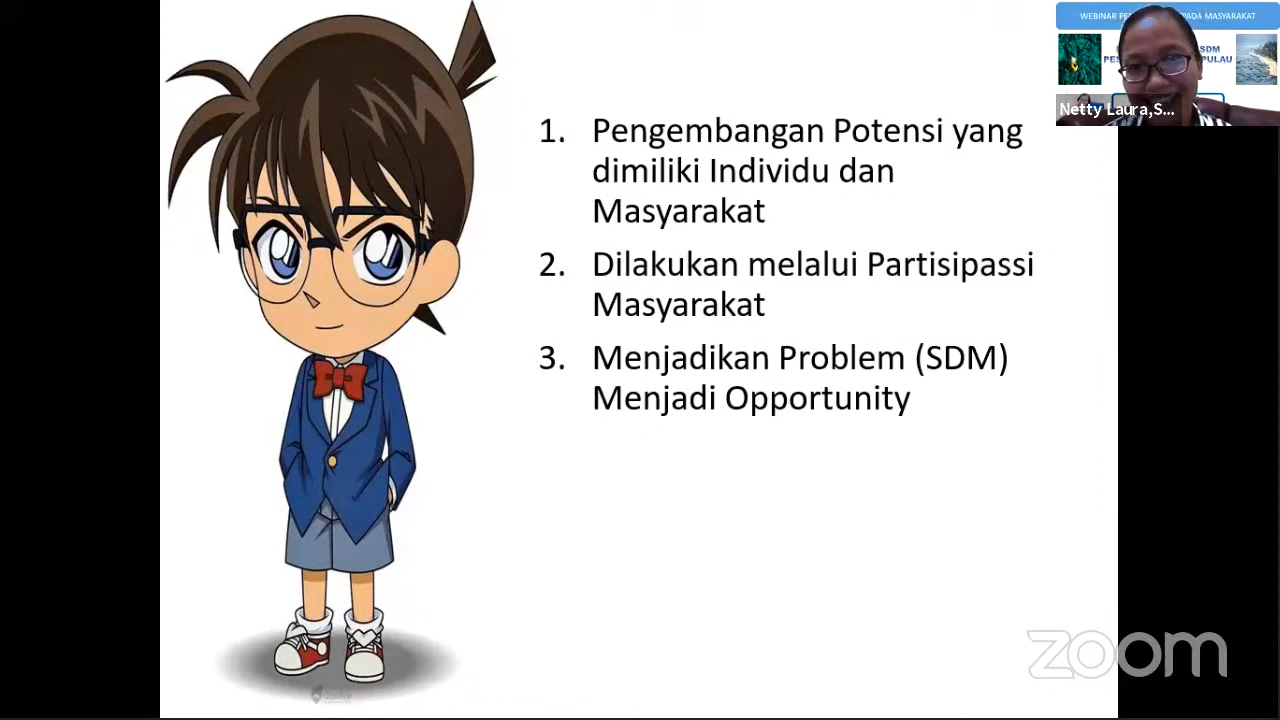 1. Pengembangan Potensi yang
dimiliki Individu dan
Masyarakat
2. Dilakukan melalui Partisipassi
Masyarakat
3. Menjadikan Problem (SDM)
Menjadi Opportunity
WEBINAR
MASYARAKAT
SDM
PULAU
Netty Laura,S...
zoom